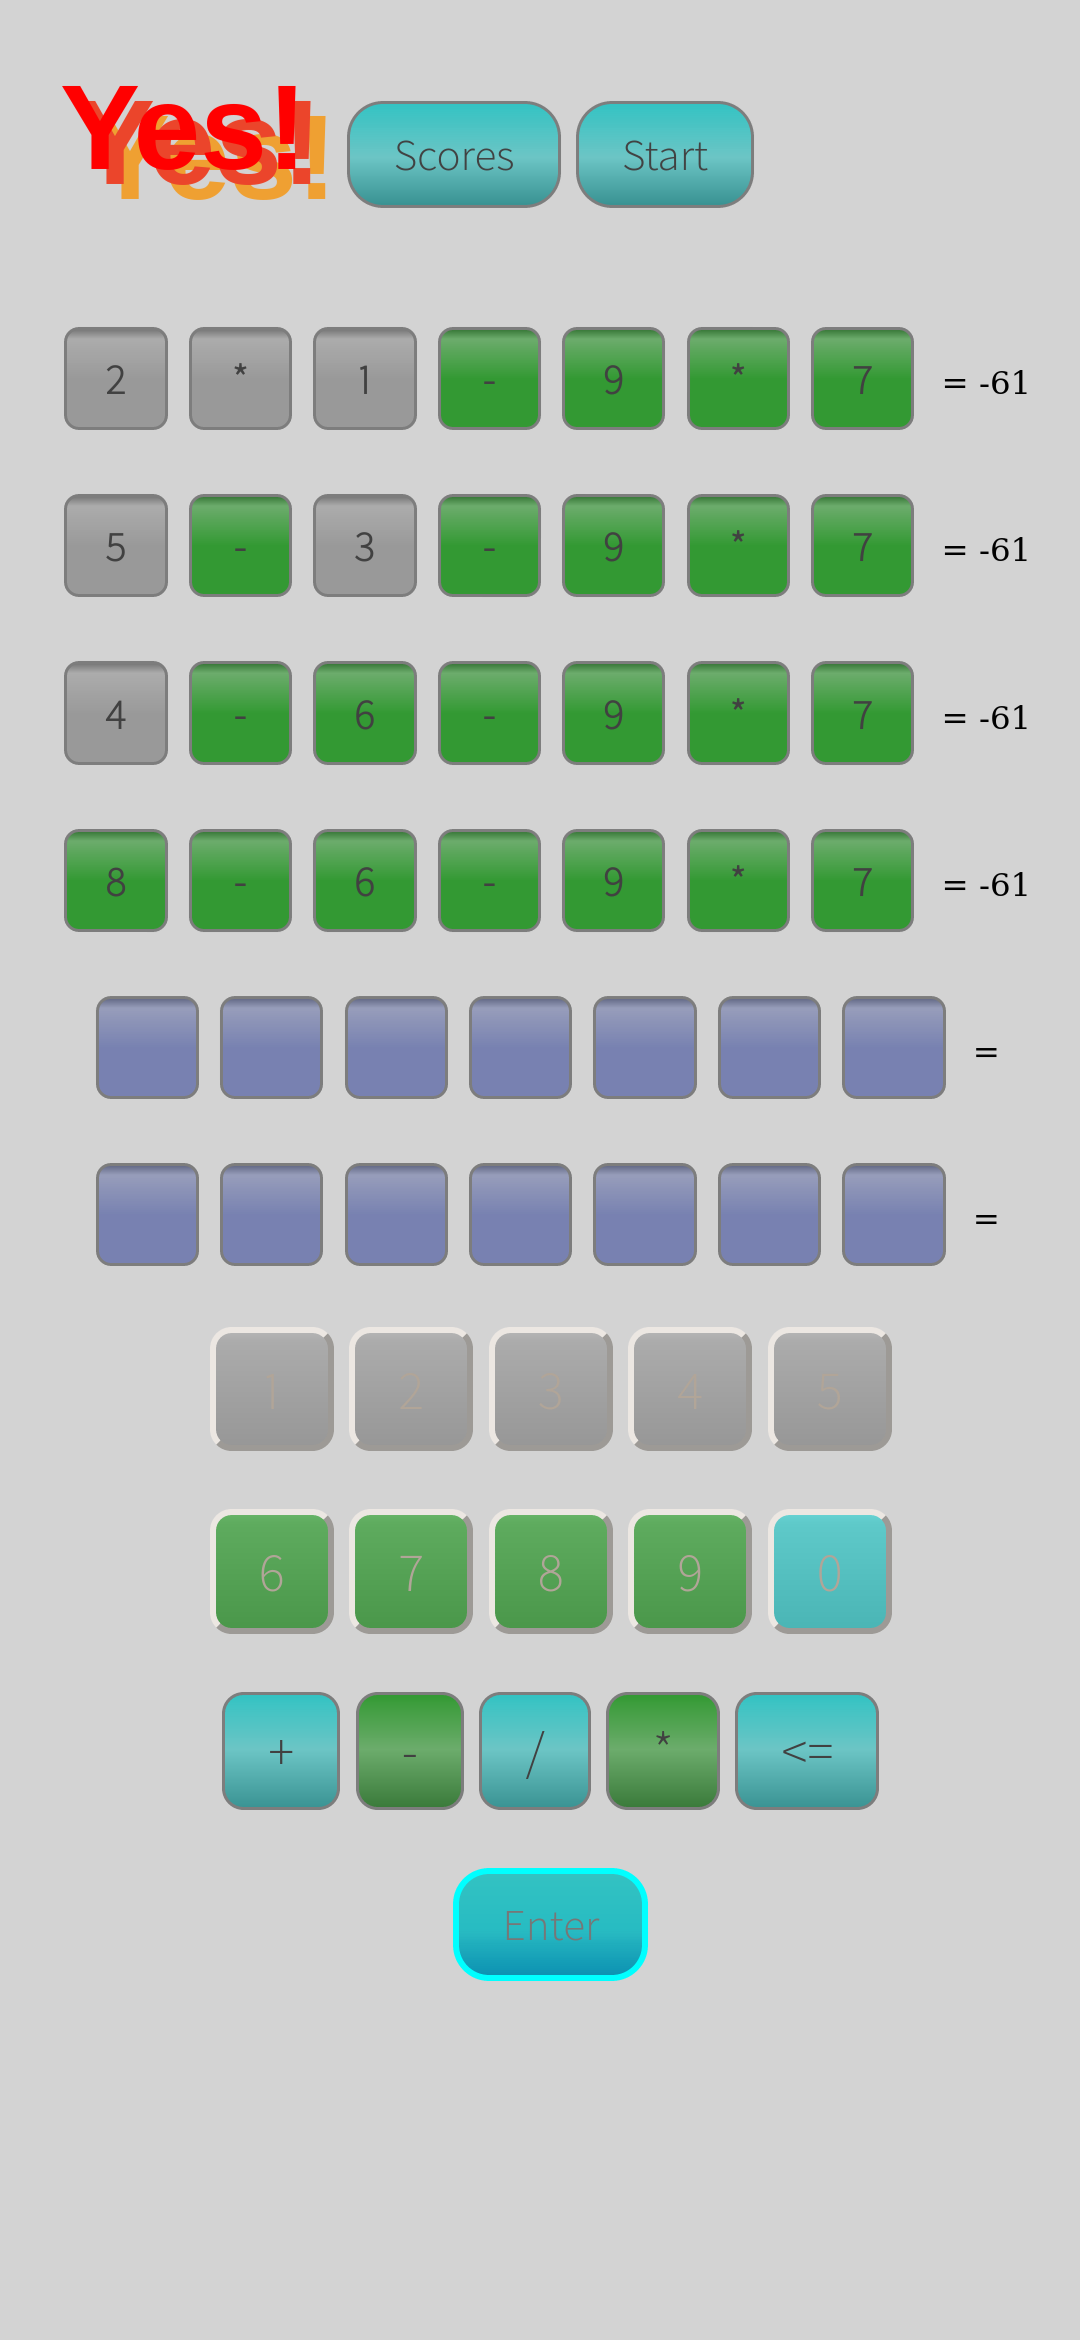 Yes! Scores Start
2 * 1 - 9 * 7 = -61
5 - 3 - 9 * 7 = -61
4 - 6 - 9 * 7 = -61
8 - 6 - 9 * 7 = -61
=
=
1 2 3 4 5
6 7 8 9 0
+ - / * <=
Enter